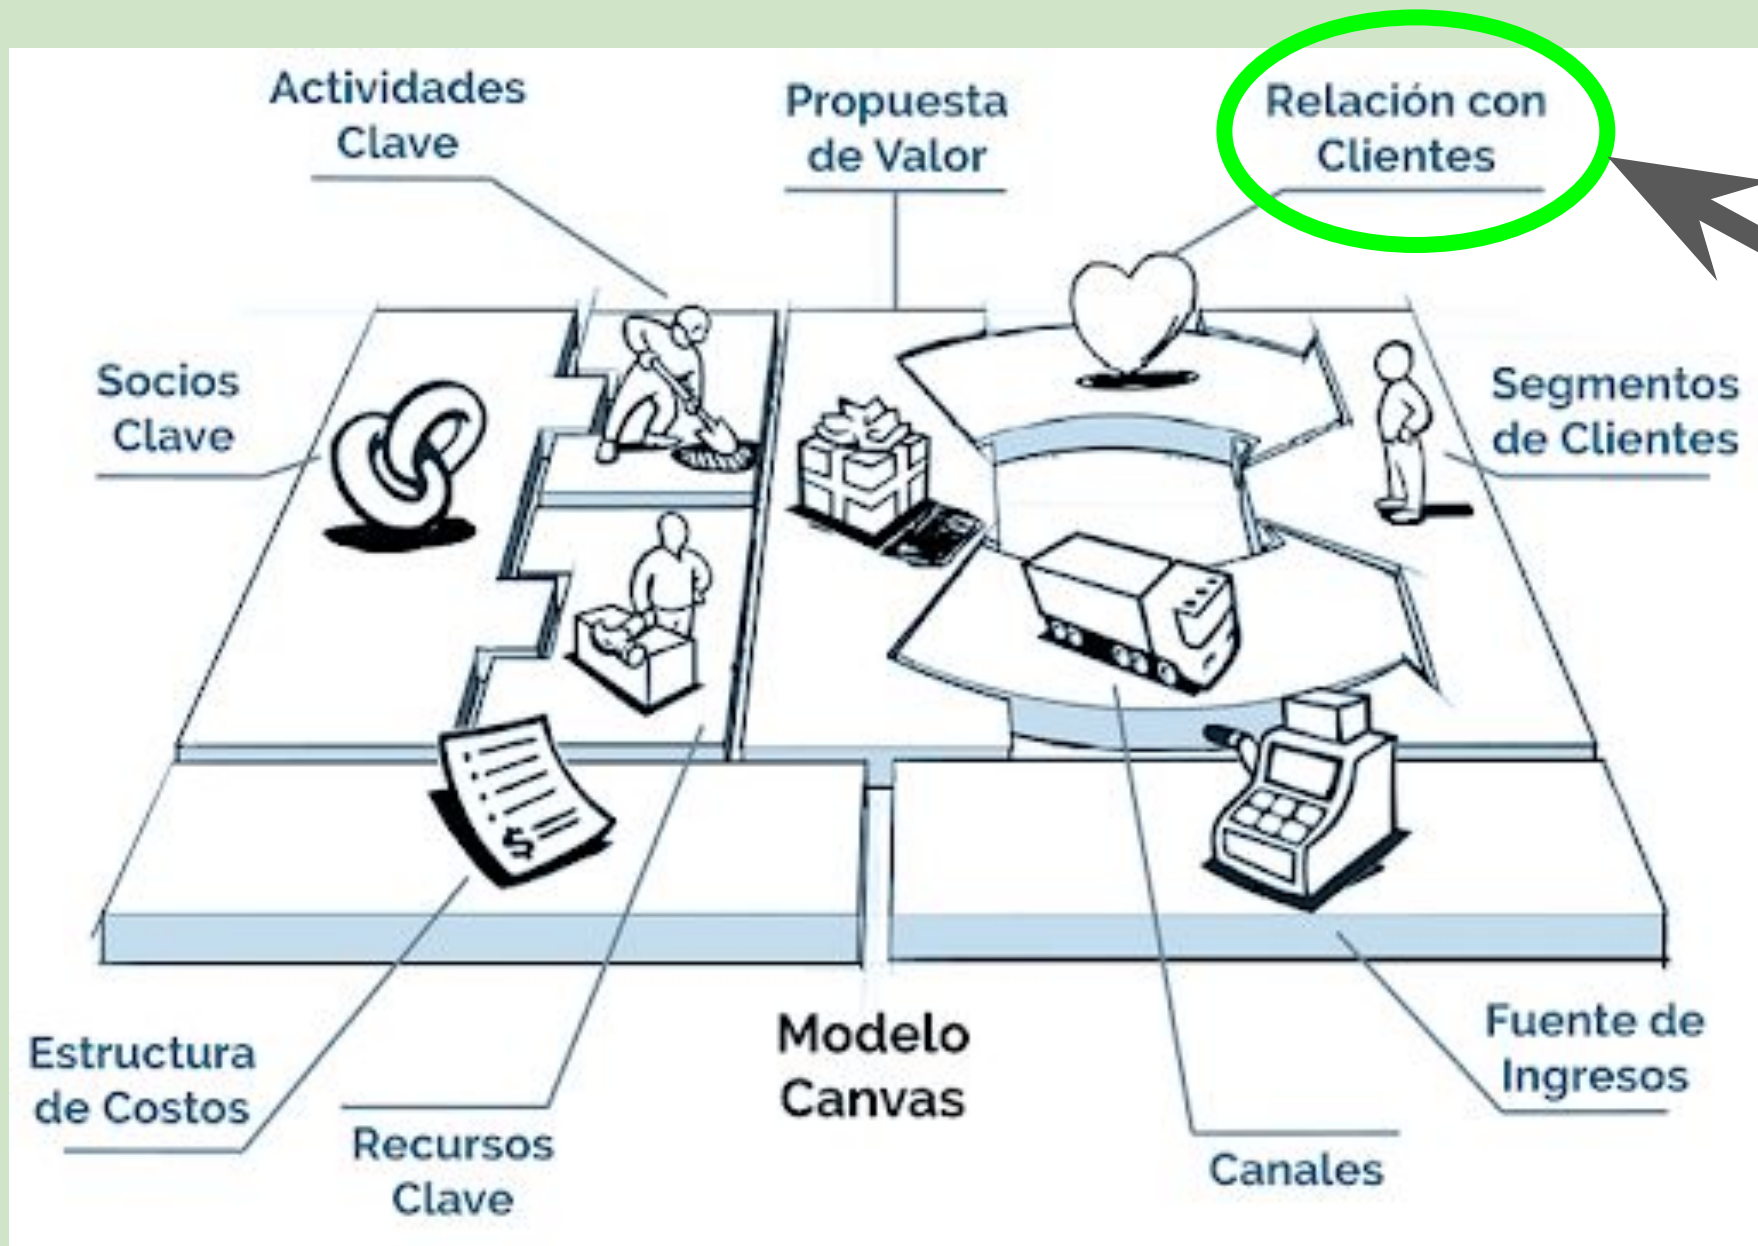 Actividades
Clave
Propuesta
de Valor
Relación con
Clientes
Socios
Clave
Segmentos
de Clientes
$
Estructura
de Costos
Recursos
Clave
Modelo
Canvas
Canales
Fuente de
Ingresos